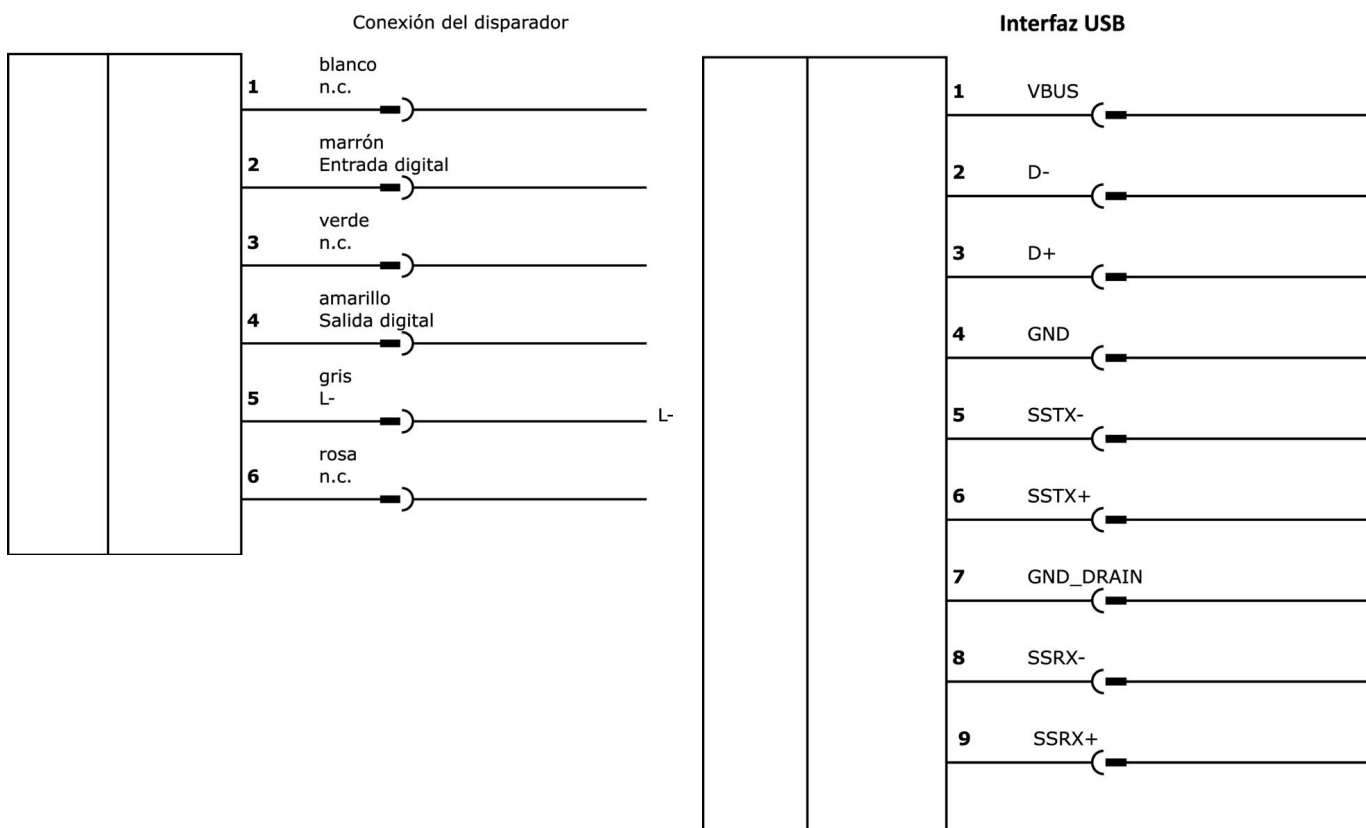 Conexión del disparador
blanco
1 n.c.
marrón
2 Entrada digital
verde
3 n.c.
amarillo
4 Salida digital
gris
5 L-
L-
rosa
6 n.c.
Interfaz USB
1 VBUS
2 D-
3 D+
4 GND
5 SSTX-
6 SSTX+
7 GND_DRAIN
8 SSRX-
9 SSRX+